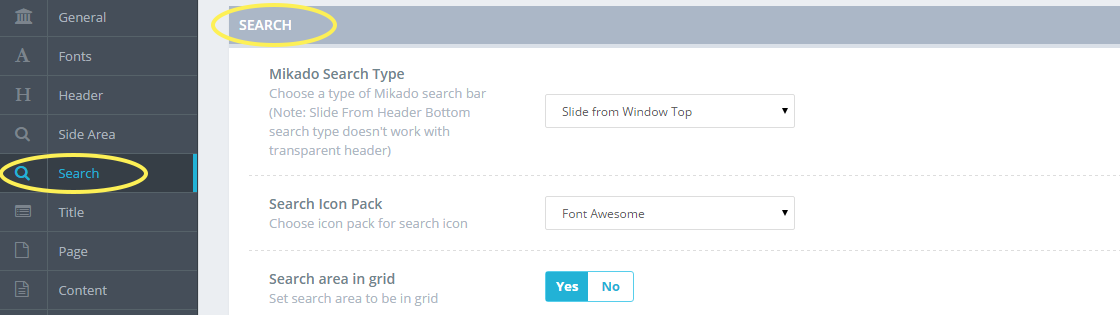 General
Fonts
Header
Side Area
Search
Title
Page
Content
SEARCH
Mikado Search Type
Choose a type of Mikado search bar
(Note: Slide From Header Bottom
search type doesn't work with
transparent header)
Slide from Window Top
Search Icon Pack
Choose icon pack for search icon
Font Awesome
Search area in grid
Set search area to be in grid
Yes No